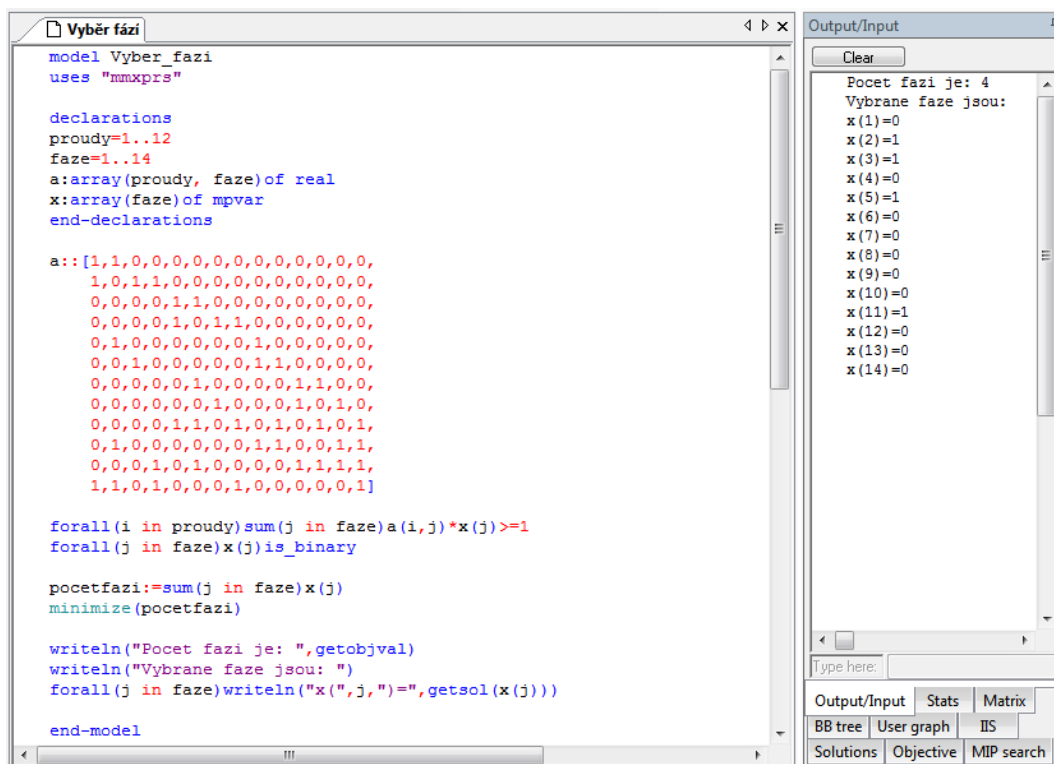 Vyběr fází
model Vyber_fazi
uses "mmxprs"
declarations
proudy=1..12
faze=1..14
a:array(proudy, faze)of real
x:array(faze)of mpvar
end-declarations
a::[1,1,0,0,0,0,0,0,0,0,0,0,0,0,
1,0,1,1,0,0,0,0,0,0,0,0,0,0,
0,0,0,0,1,1,0,0,0,0,0,0,0,0,
0,0,0,0,1,0,1,1,0,0,0,0,0,0,
0,1,0,0,0,0,0,0,1,0,0,0,0,0,
0,0,1,0,0,0,0,0,1,1,0,0,0,0,
0,0,0,0,0,1,0,0,0,0,1,1,0,0,
0,0,0,0,0,0,1,0,0,0,1,0,1,0,
0,0,0,0,1,1,0,1,0,1,0,1,0,1,
0,1,0,0,0,0,0,0,1,1,0,0,1,1,
0,0,0,1,0,1,0,0,0,0,1,1,1,1,
1,1,0,1,0,0,0,1,0,0,0,0,0,1]
forall(i in proudy)sum(j in faze)a(i,j)*x(j)>=1
forall(j in faze)x(j)is_binary
pocetfazi:=sum(j in faze)x(j)
minimize(pocetfazi)
writeln("Pocet fazi je: ",getobjval)
writeln("Vybrane faze jsou: ")
forall(j in faze)writeln("x(",j,")=",getsol(x(j)))
end-model
Output/Input
Clear
Pocet fazi je: 4
Vybrane faze jsou:
x(1)=0
x(2)=1
x(3)=1
x(4)=0
x(5)=1
x(6)=0
x(7)=0
x(8)=0
x(9)=0
x(10)=0
x(11)=1
x(12)=0
x(13)=0
x(14)=0
Type here:
Output/Input Stats Matrix
BB tree User graph IIS
Solutions Objective MIP search